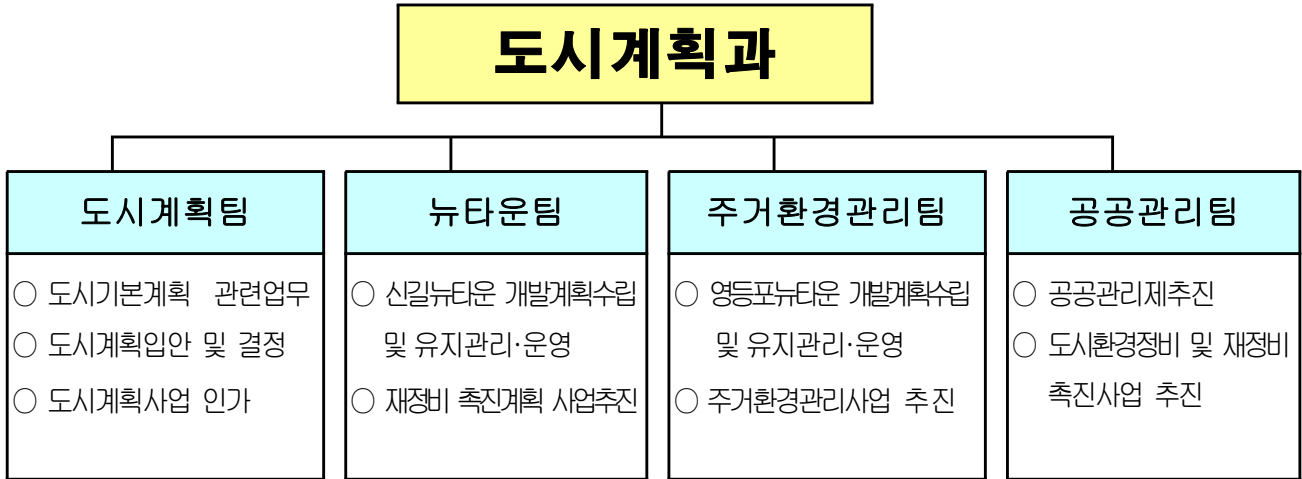 도시계획과
도시계획팀
○ 도시기본계획 관련업무
○ 도시계획입안 및 결정
○ 도시계획사업 인가
뉴타운팀
○ 신길뉴타운 개발계획수립
및 유지관리·운영
○ 재정비 촉진계획 사업추진
주거환경관리팀
○ 영등포뉴타운 개발계획수립
및 유지관리·운영
○ 주거환경관리사업 추진
공공관리팀
○ 공공관리제추진
○ 도시환경정비 및 재정비
촉진사업 추진